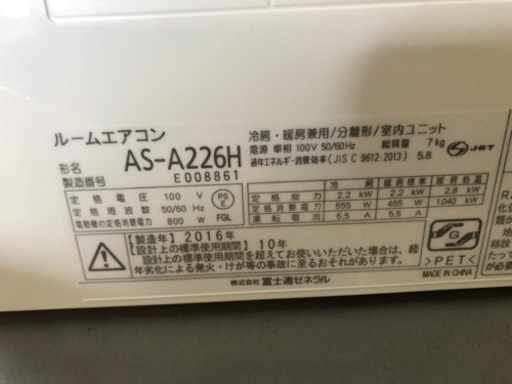 ルームエアコン
冷房・暖房兼用/分離形/室内ユニット
形名 AS-A226H
電源 単相 100V 50/60Hz 総質量 7 kg
JET
製造番号 E008861
通年エネルギー消費効率(JIS C 9612:2013) 5.8
定格電圧 100 V
定格周波数 50/60 Hz
電動機の定格消費電力 800 W
PS
E
FGL
冷房 暖房標準 暖房低温
定格能力 2.2 kW 2.2 kW 2.8 kW
定格消費電力 555 W 465 W 1,040 kW
運転電流 6.5 A 5.5 A
【製造年】2016年
【設計上の標準使用期間】10年
設計上の標準使用期間を超えてお使いいただいた場合は、経
年劣化による発火・けが等の事故に至るおそれがあります。
G
>PET<
MADE IN CHINA
株式会社 富士通ゼネラル